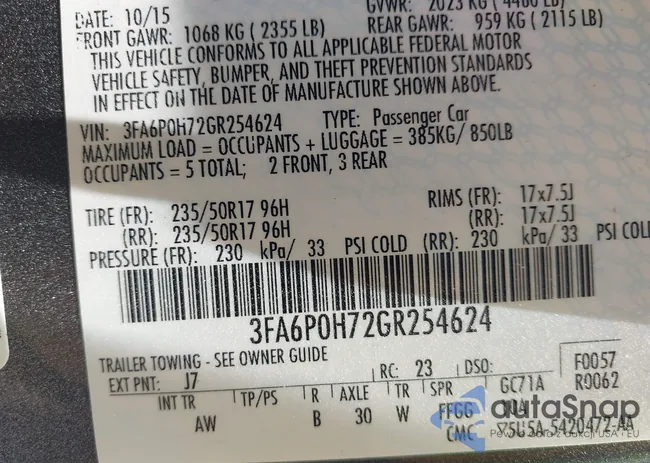 DATE: 10/15 GVWR: 2023 KG ( 4460 LB)
FRONT GAWR: 1068 KG ( 2355 LB) REAR GAWR: 959 KG ( 2115 LB)
THIS VEHICLE CONFORMS TO ALL APPLICABLE FEDERAL MOTOR
VEHICLE SAFETY, BUMPER, AND THEFT PREVENTION STANDARDS
IN EFFECT ON THE DATE OF MANUFACTURE SHOWN ABOVE.
VIN: 3FA6P0H72GR254624 TYPE: Passenger Car
MAXIMUM LOAD = OCCUPANTS + LUGGAGE = 385KG/ 850LB
OCCUPANTS = 5 TOTAL; 2 FRONT, 3 REAR
TIRE (FR): 235/50R17 96H RIMS (FR): 17x7.5J
(RR): 235/50R17 96H (RR): 17x7.5J
PRESSURE (FR): 230 kPa/ 33 PSI COLD (RR): 230 kPa/ 33 PSI COL
3FA6P0H72GR254624
TRAILER TOWING - SEE OWNER GUIDE
EXT PNT: J7 RC: 23 DSO: F0057
INT TR TP/PS R AXLE TR SPR GC71A R0062
AW B 30 W FFGG
CMC 5U5A 5420472-AA
autoSnap